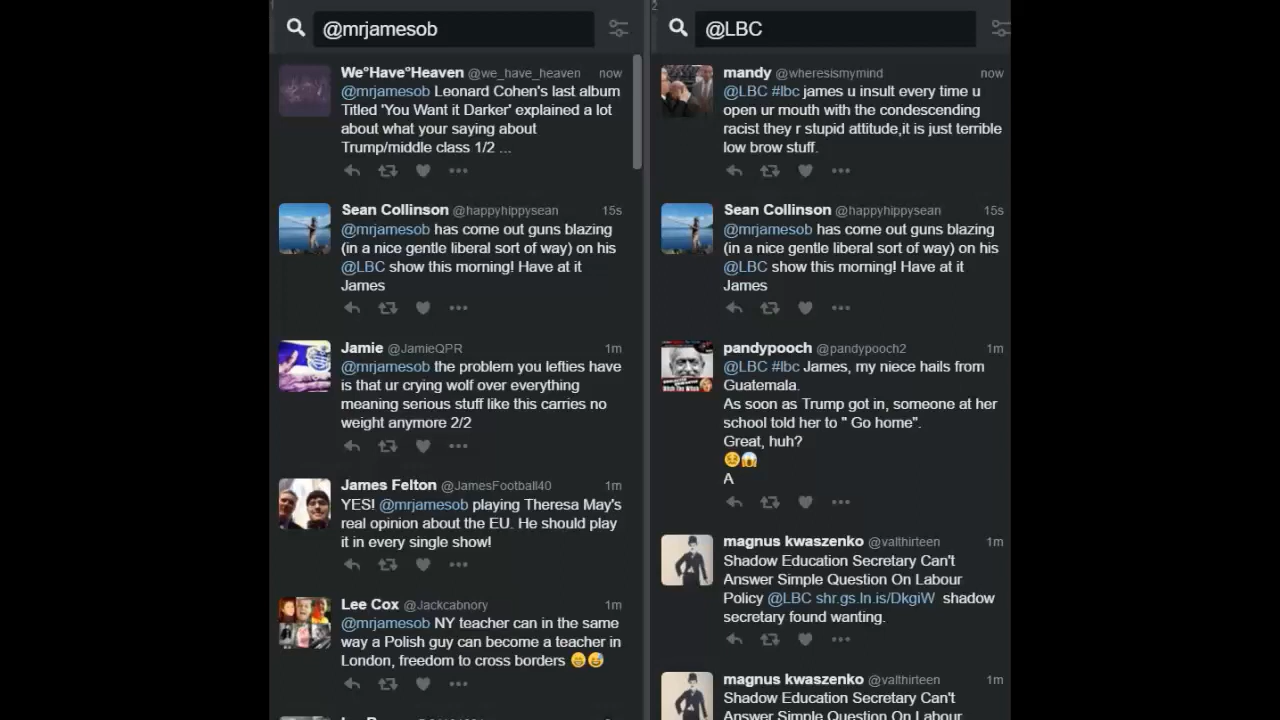 1
@mrjamesob
We°Have°Heaven @we_have_heaven now
@mrjamesob Leonard Cohen's last album
Titled 'You Want it Darker' explained a lot
about what your saying about
Trump/middle class 1/2 ...
Sean Collinson @happyhippysean 15s
@mrjamesob has come out guns blazing
(in a nice gentle liberal sort of way) on his
@LBC show this morning! Have at it
James
Jamie @JamieQPR 1m
@mrjamesob the problem you lefties have
is that ur crying wolf over everything
meaning serious stuff like this carries no
weight anymore 2/2
James Felton @JamesFootball40 1m
YES! @mrjamesob playing Theresa May's
real opinion about the EU. He should play
it in every single show!
Lee Cox @Jackcabnory 1m
@mrjamesob NY teacher can in the same
way a Polish guy can become a teacher in
London, freedom to cross borders 😁😅
2
@LBC
mandy @wheresismymind now
@LBC #lbc james u insult every time u
open ur mouth with the condescending
racist they r stupid attitude,it is just terrible
low brow stuff.
Sean Collinson @happyhippysean 15s
@mrjamesob has come out guns blazing
(in a nice gentle liberal sort of way) on his
@LBC show this morning! Have at it
James
pandypooch @pandypooch2 1m
@LBC #lbc James, my niece hails from
Guatemala.
As soon as Trump got in, someone at her
school told her to " Go home".
Great, huh?
😥😱
A
magnus kwaszenko @valthirteen 1m
Shadow Education Secretary Can't
Answer Simple Question On Labour
Policy @LBC shr.gs.ln.is/DkgiW shadow
secretary found wanting.
magnus kwaszenko @valthirteen 1m
Shadow Education Secretary Can't
Answer Simple Question On Labour